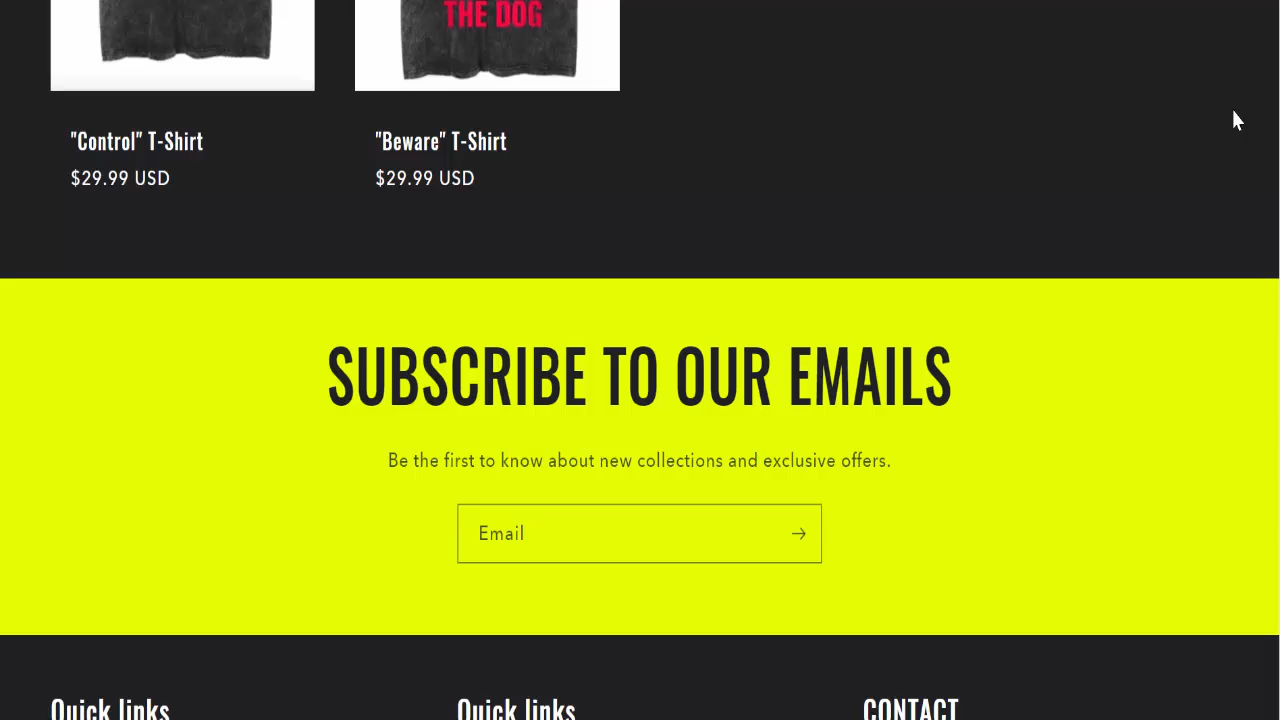 THE DOG
"Control" T-Shirt
"Beware" T-Shirt
$29.99 USD
$29.99 USD
SUBSCRIBE TO OUR EMAILS
Be the first to know about new collections and exclusive offers.
Email
Quick links
Quick links
CONTACT